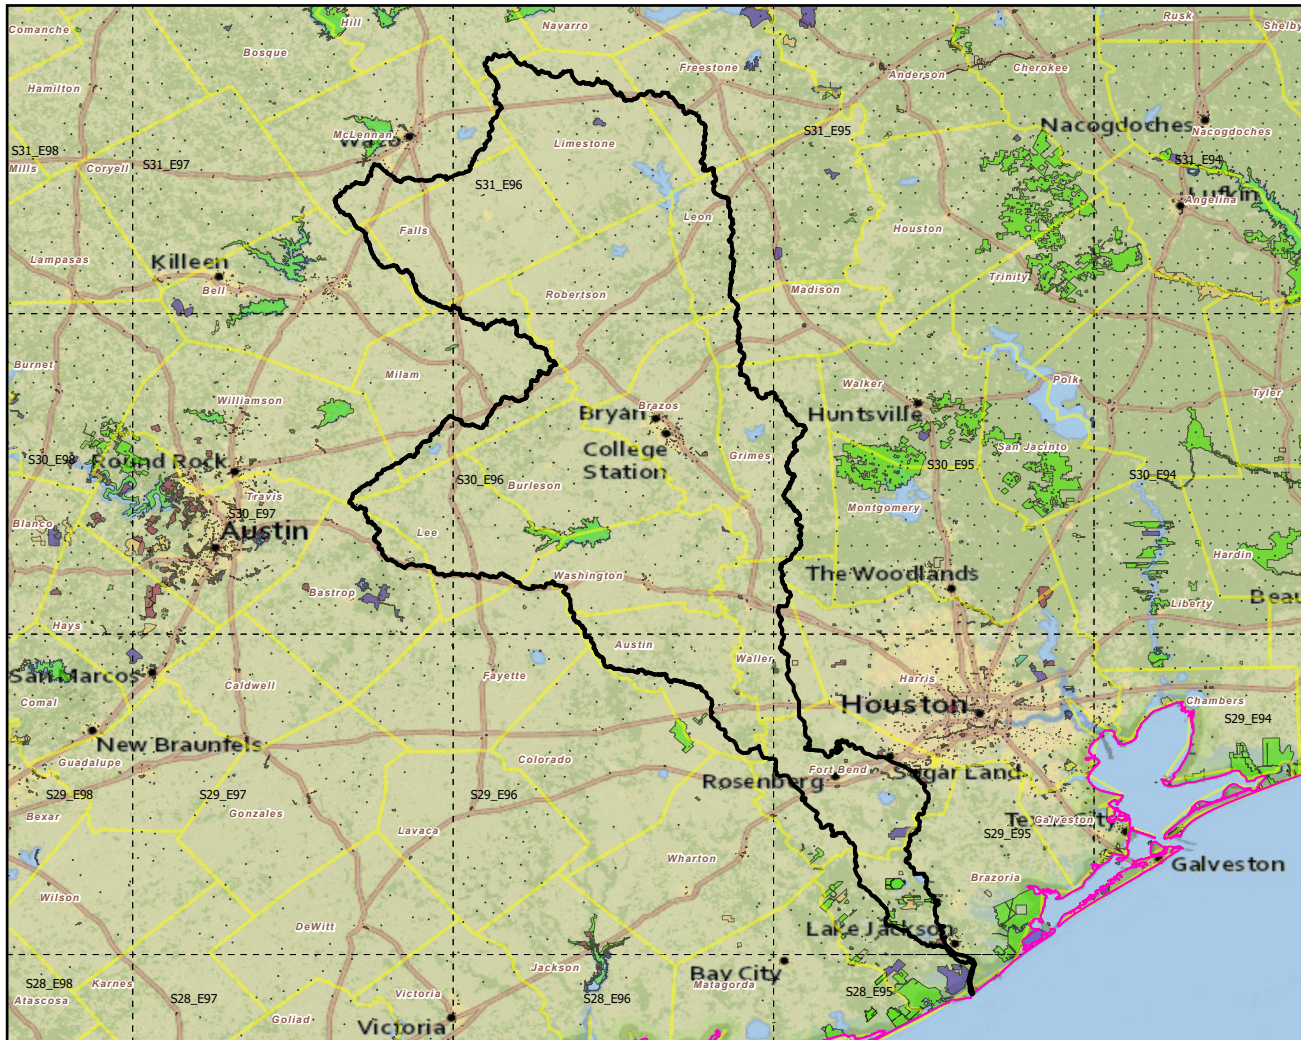 Comanche
Hill
Navarro
Rusk
Shelby
Bosque
Freestone
Anderson
Cherokee
Hamilton
McLennan
Waco
Limestone
S31_E95
Nacogdoches
Nacogdoches
S31_E98
Mills
Coryell
S31_E97
S31_E96
S31_E94
Lufkin
Angelina
Leon
Falls
Houston
Lampasas
Killeen
Bell
Trinity
Robertson
Madison
Burnet
Milam
Walker
Polk
Tyler
Williamson
Brazos
Bryan
College
Station
Huntsville
San Jacinto
S30_E98
Round Rock
Grimes
S30_E95
S30_E94
S30_E96
Burleson
Travis
S30_E97
Blanco
Austin
Lee
Montgomery
Hardin
Washington
The Woodlands
Bastrop
Liberty
Beau
Hays
Austin
Waller
San Marcos
Fayette
Harris
Caldwell
Comal
Houston
Chambers
S29_E94
New Braunfels
Guadalupe
Colorado
Fort Bend
Sugar Land
Rosenberg
S29_E98
S29_E97
S29_E96
Bexar
Gonzales
Lavaca
S29_E95
Texas City
Galveston
Wharton
Galveston
Brazoria
Wilson
DeWitt
Lake Jackson
Jackson
Bay City
Matagorda
S28_E98
Karnes
Atascosa
S28_E97
Victoria
S28_E96
S28_E95
Goliad
Victoria